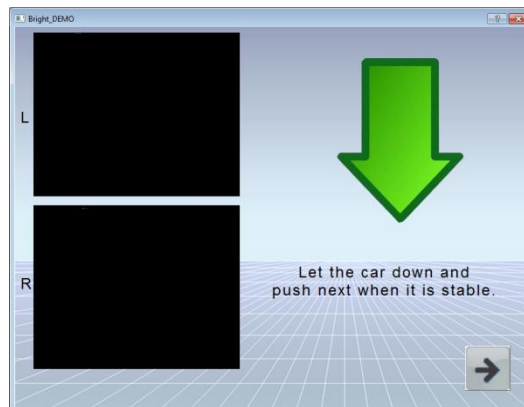 Bright_DEMO
L
R
Let the car down and
push next when it is stable.